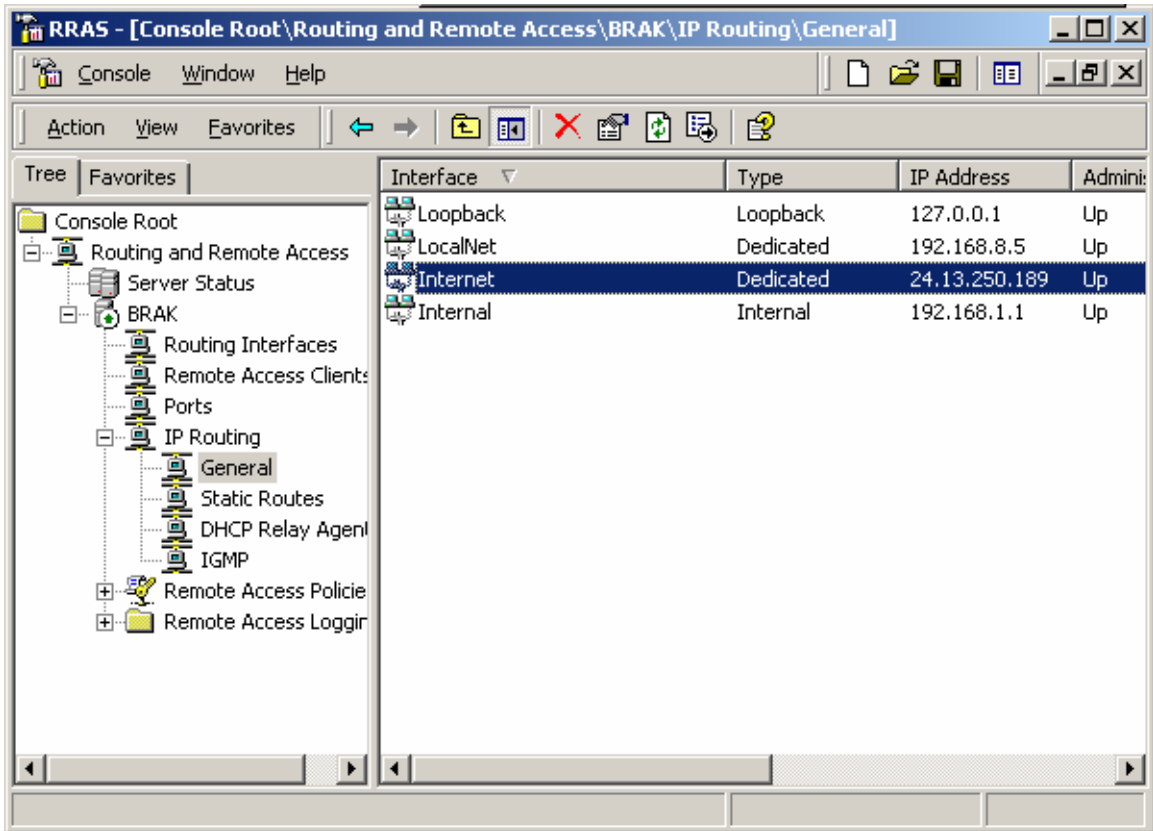 RRAS - [Console Root\Routing and Remote Access\BRAK\IP Routing\General]
Console Window Help
Action View Favorites
Tree Favorites
Interface Type IP Address Adminis
Console Root
Routing and Remote Access
Server Status
BRAK
Routing Interfaces
Remote Access Clients
Ports
IP Routing
General
Static Routes
DHCP Relay Agent
IGMP
Remote Access Policie
Remote Access Loggin
Loopback Loopback 127.0.0.1 Up
LocalNet Dedicated 192.168.8.5 Up
Internet Dedicated 24.13.250.189 Up
Internal Internal 192.168.1.1 Up